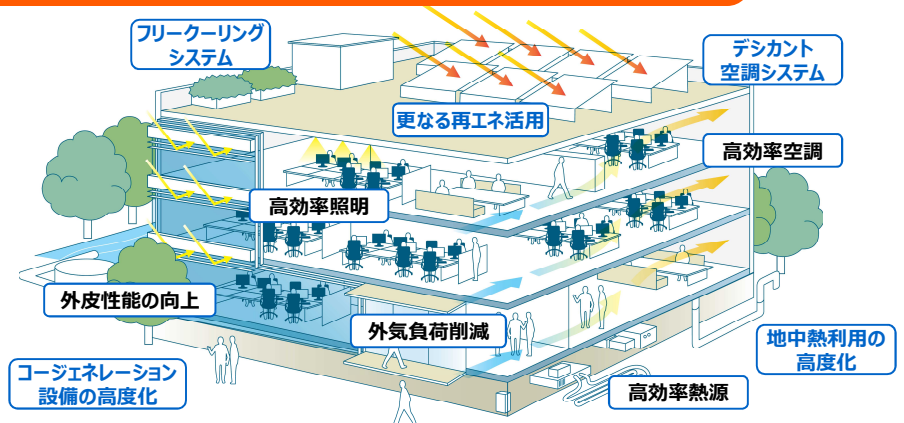 フリークーリング
システム
デシカント
空調システム
更なる再エネ活用
高効率空調
高効率照明
外皮性能の向上
外気負荷削減
地中熱利用の
高度化
コージェネレーション
設備の高度化
高効率熱源